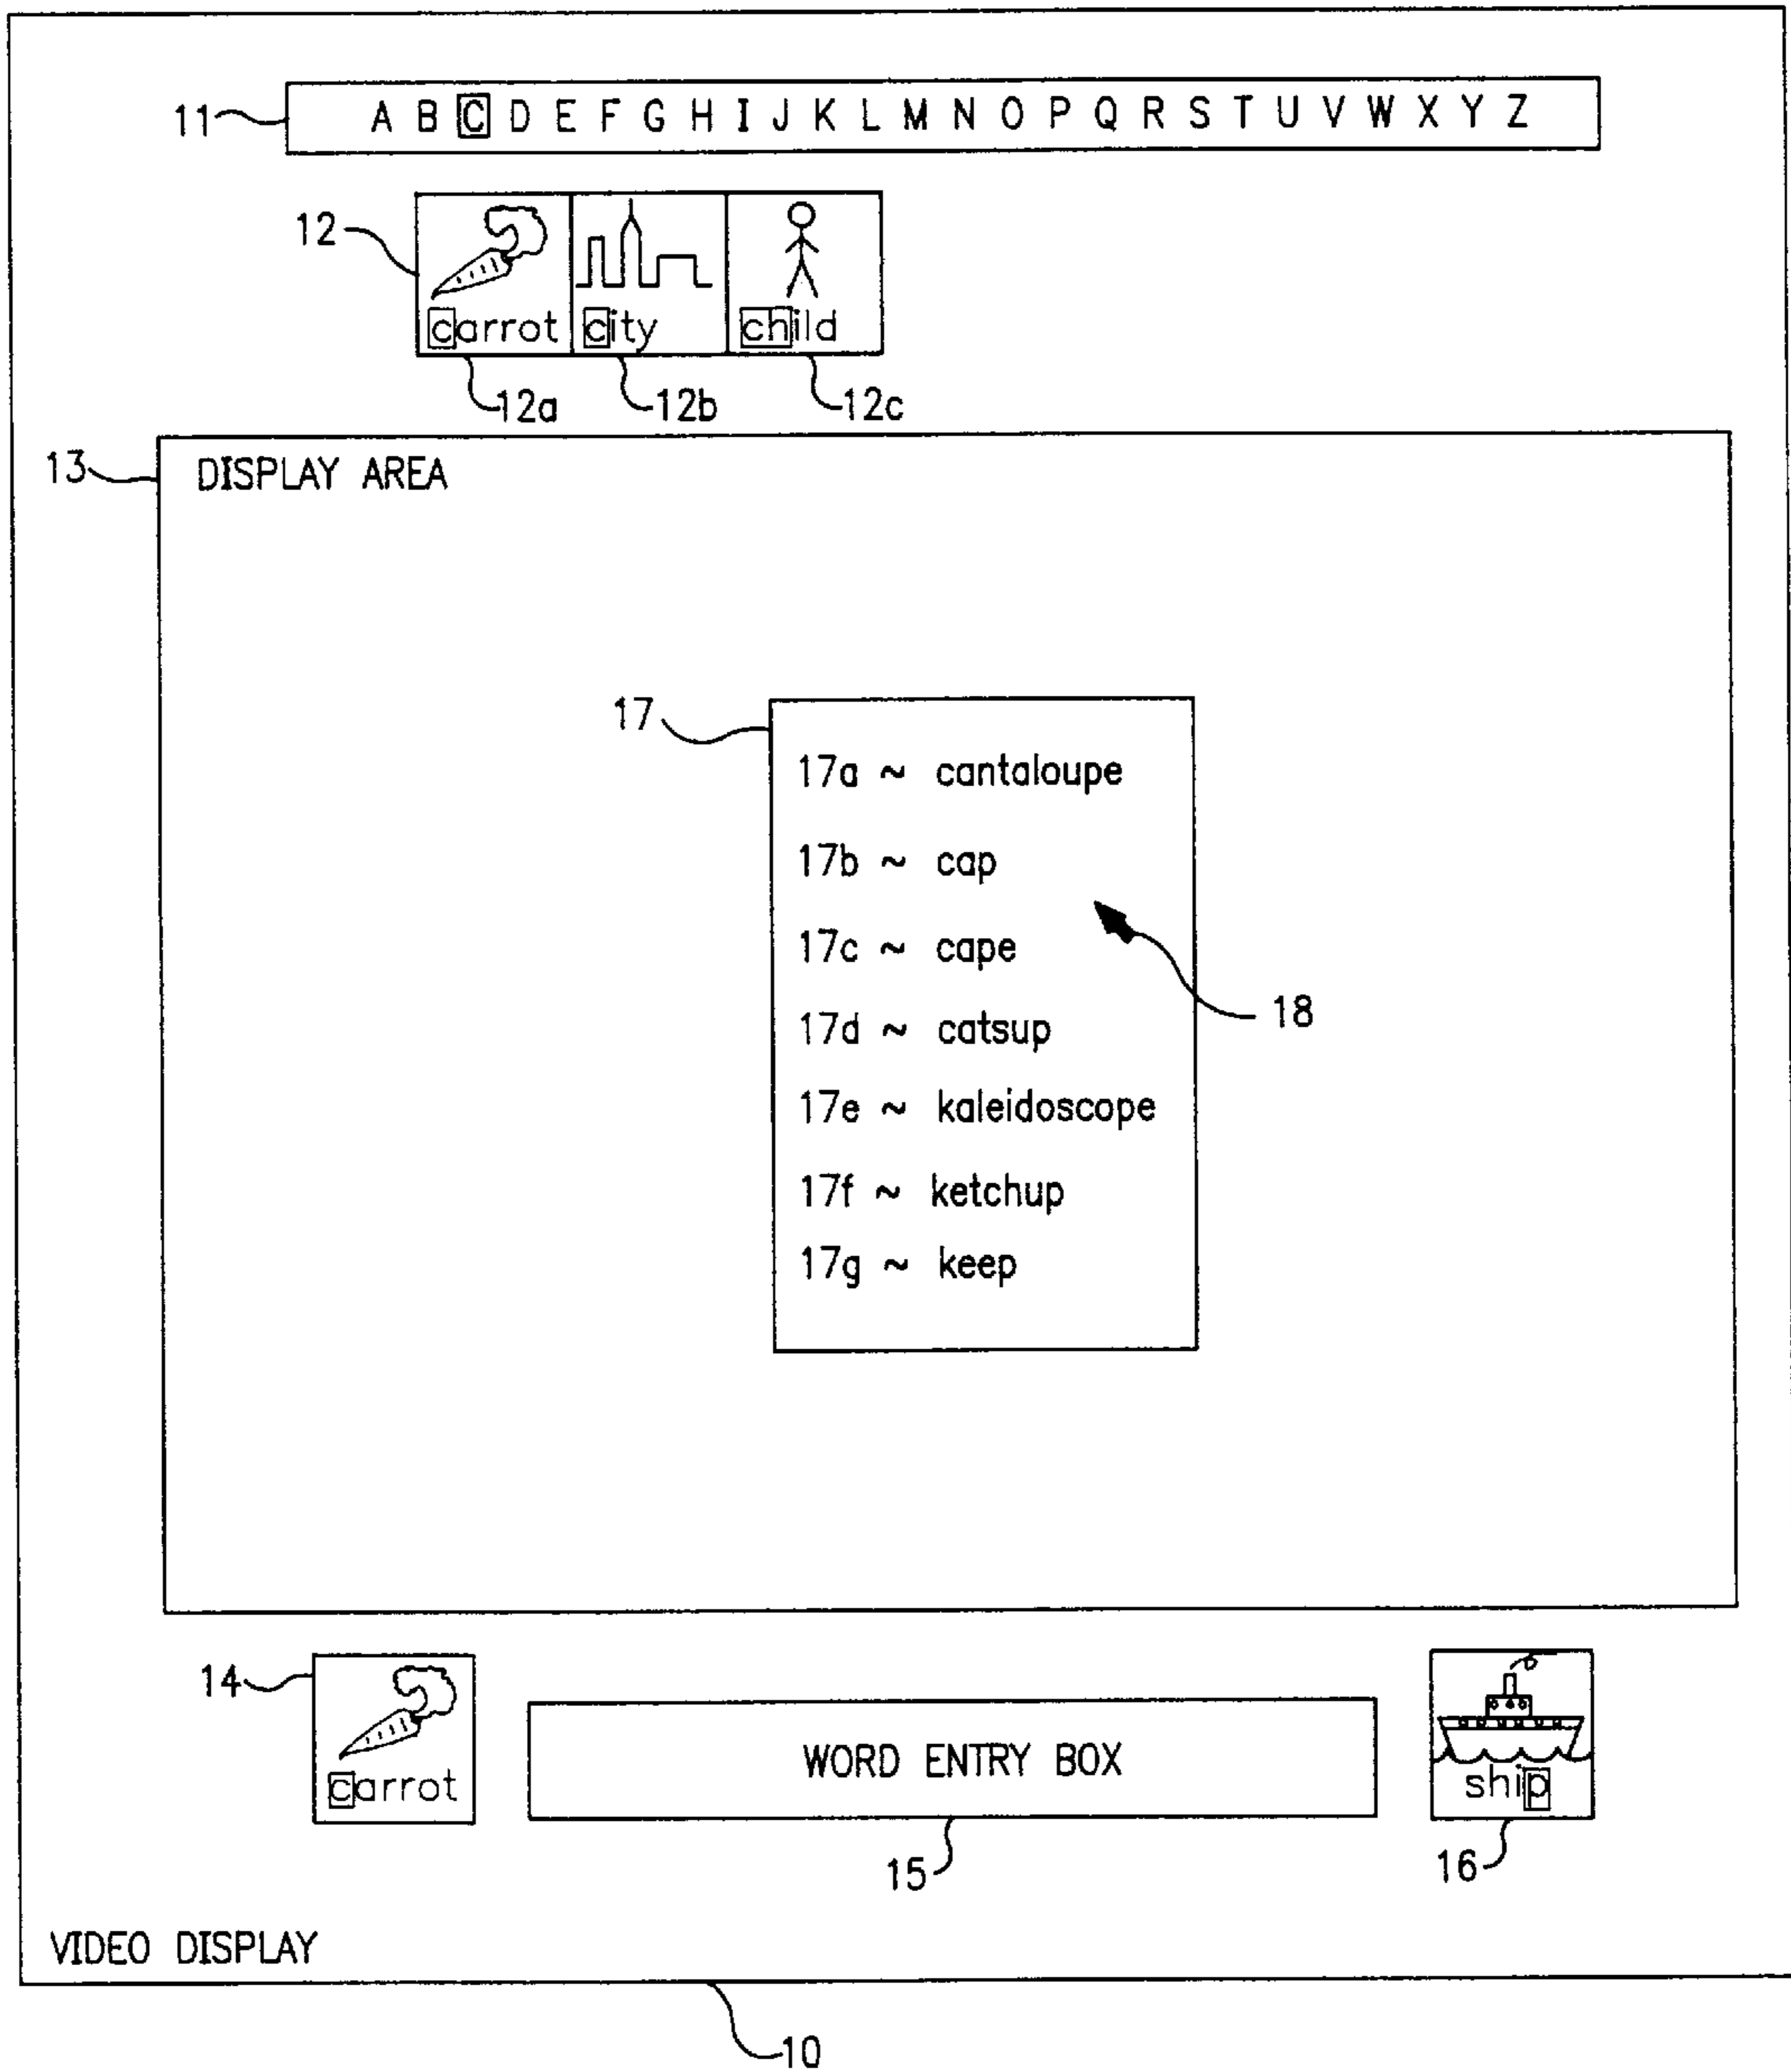 11 A B C D E F G H I J K L M N O P Q R S T U V W X Y Z
12
carrot city child
12a 12b 12c
13 DISPLAY AREA
17
17a ~ cantaloupe
17b ~ cap
17c ~ cape
18
17d ~ catsup
17e ~ kaleidoscope
17f ~ ketchup
17g ~ keep
14
carrot WORD ENTRY BOX ship
15 16
VIDEO DISPLAY
10